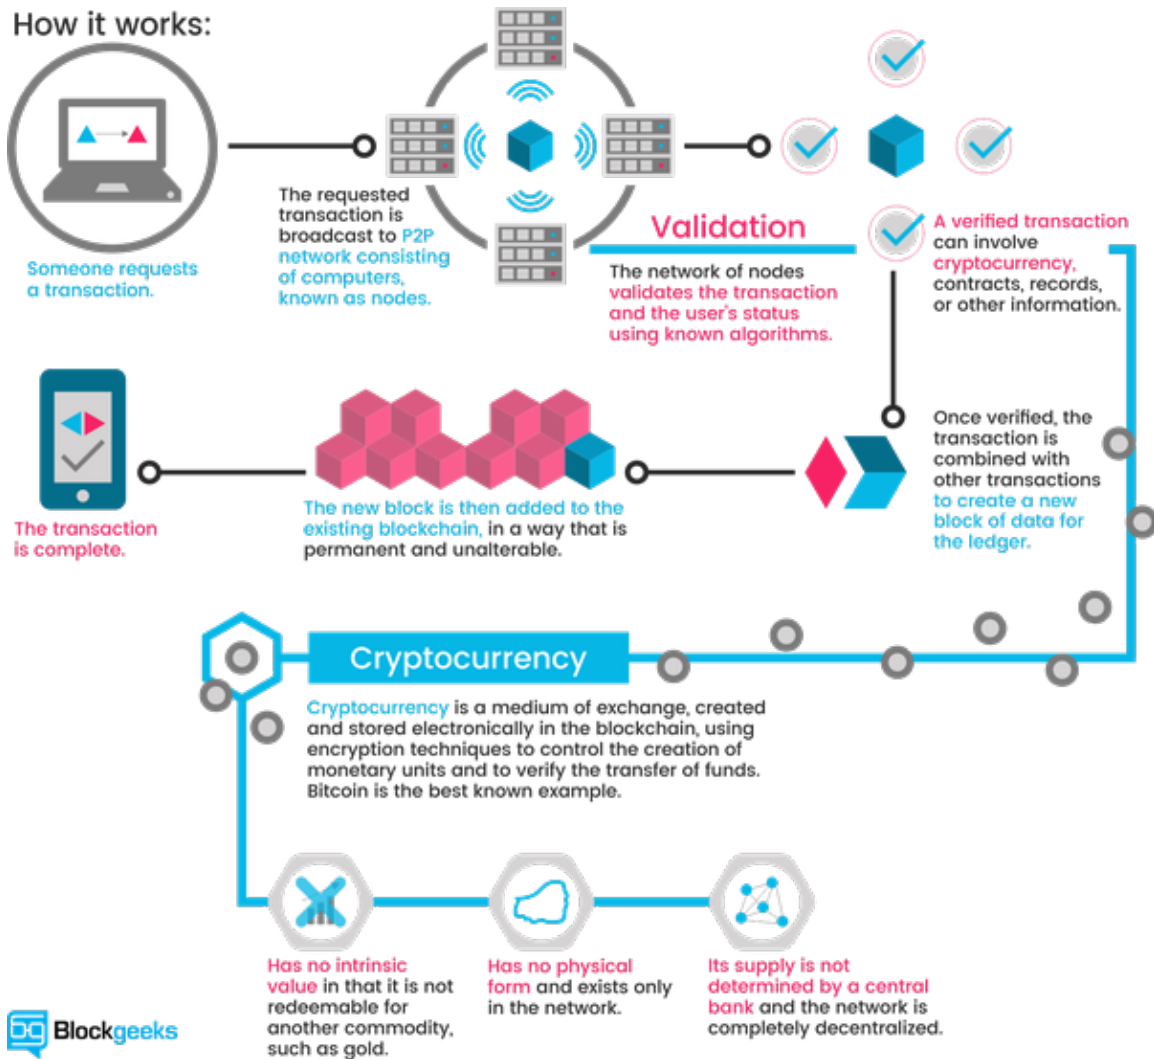 How it works:
Someone requests
a transaction.
The requested
transaction is
broadcast to P2P
network consisting
of computers,
known as nodes.
Validation
The network of nodes
validates the transaction
and the user's status
using known algorithms.
A verified transaction
can involve
cryptocurrency,
contracts, records,
or other information.
Once verified, the
transaction is
combined with
other transactions
to create a new
block of data for
the ledger.
The new block is then added to the
existing blockchain, in a way that is
permanent and unalterable.
The transaction
is complete.
Cryptocurrency
Cryptocurrency is a medium of exchange, created
and stored electronically in the blockchain, using
encryption techniques to control the creation of
monetary units and to verify the transfer of funds.
Bitcoin is the best known example.
Has no intrinsic
value in that it is not
redeemable for
another commodity,
such as gold.
Has no physical
form and exists only
in the network.
Its supply is not
determined by a central
bank and the network is
completely decentralized.
Blockgeeks